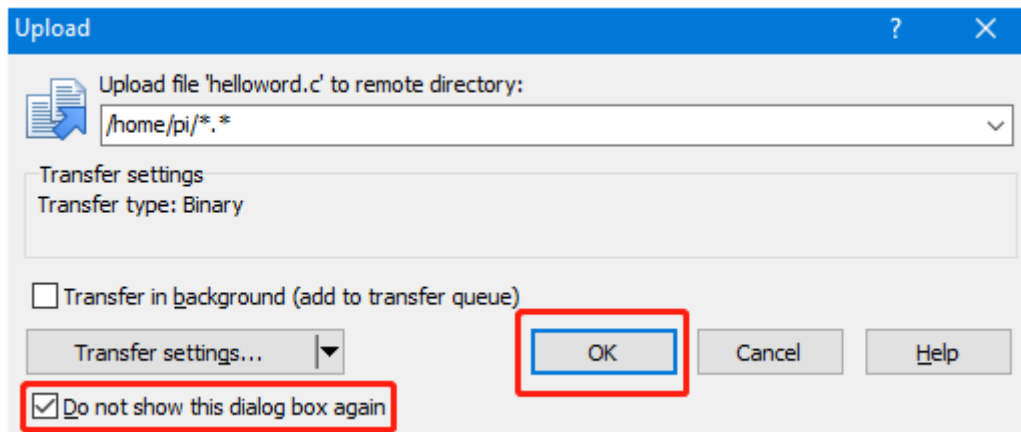 Upload
Upload file 'helloword.c' to remote directory:
/home/pi/*.*
Transfer settings
Transfer type: Binary
Transfer in background (add to transfer queue)
Transfer settings...
OK
Cancel
Help
Do not show this dialog box again